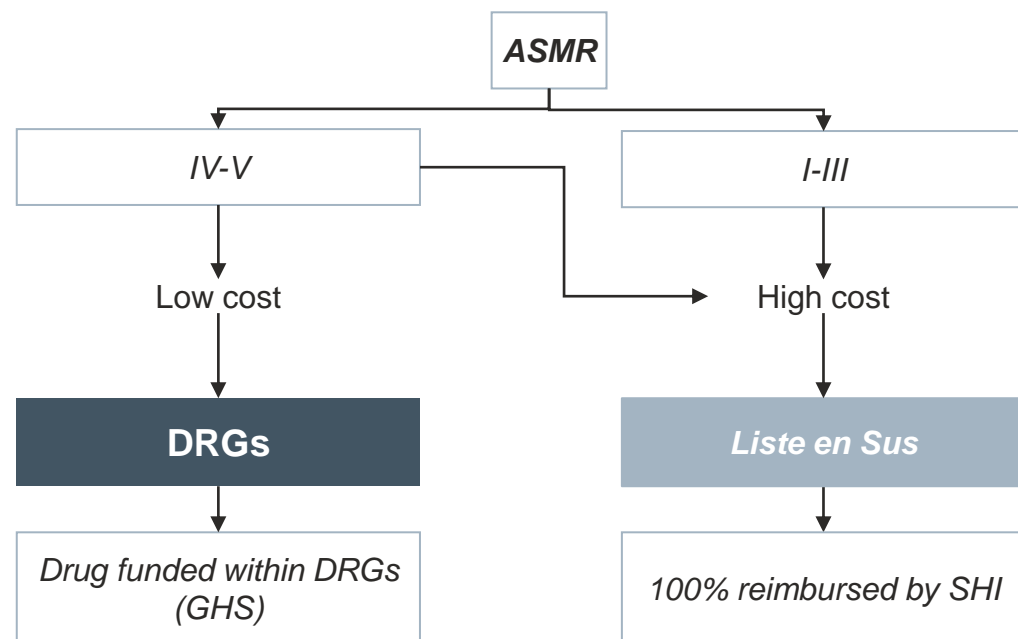 ASMR
IV-V
I-III
Low cost
High cost
DRGs
Liste en Sus
Drug funded within DRGs
(GHS)
100% reimbursed by SHI